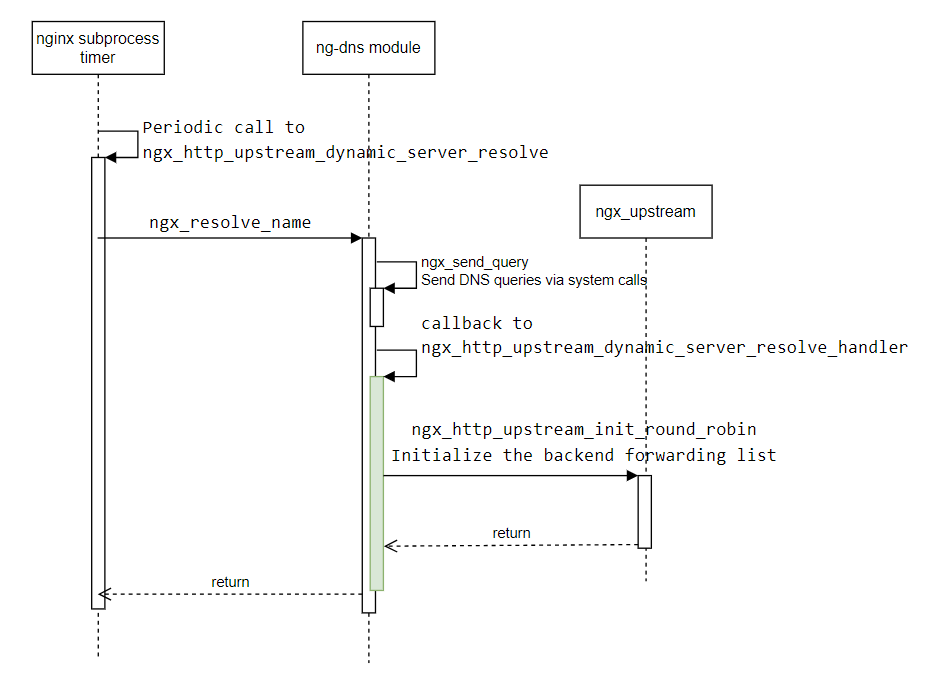 nginx subprocess
timer
ng-dns module
Periodic call to
ngx_http_upstream_dynamic_server_resolve
ngx_upstream
ngx_resolve_name
ngx_send_query
Send DNS queries via system calls
callback to
ngx_http_upstream_dynamic_server_resolve_handler
ngx_http_upstream_init_round_robin
Initialize the backend forwarding list
return
return